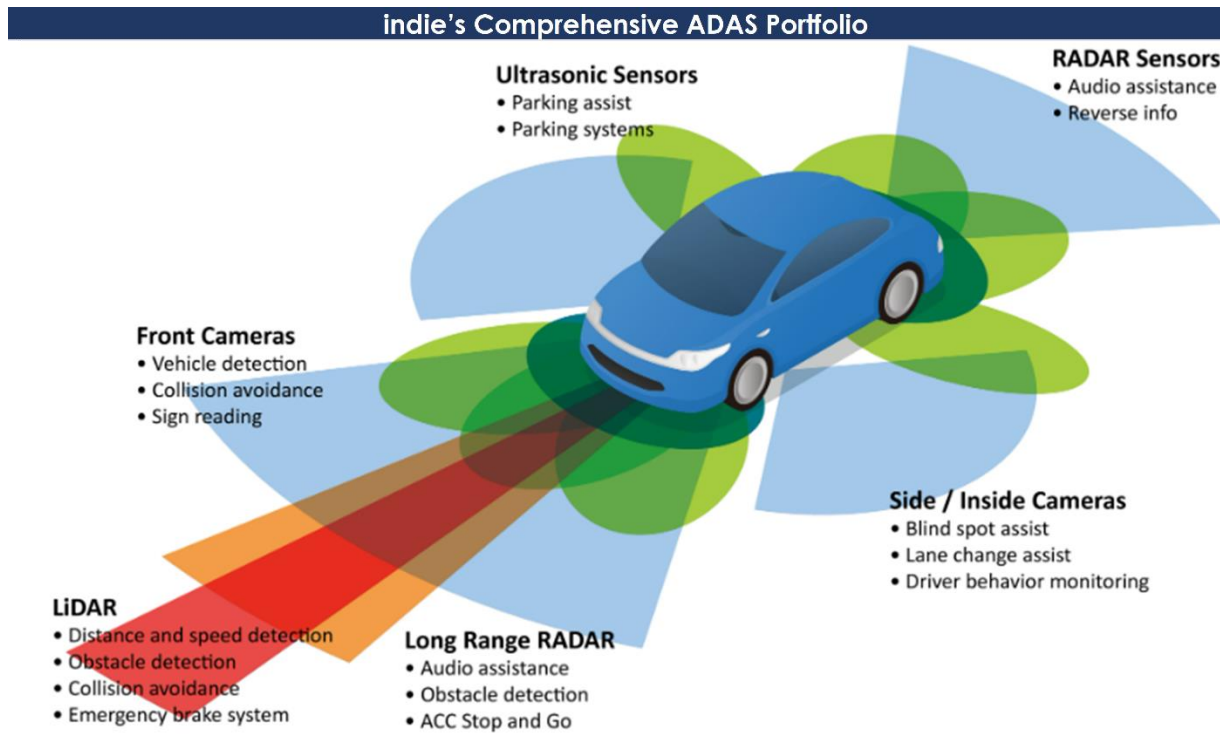 indie's Comprehensive ADAS Portfolio
Ultrasonic Sensors
• Parking assist
• Parking systems
RADAR Sensors
• Audio assistance
• Reverse info
Front Cameras
• Vehicle detection
• Collision avoidance
• Sign reading
Side / Inside Cameras
• Blind spot assist
• Lane change assist
• Driver behavior monitoring
LiDAR
• Distance and speed detection
• Obstacle detection
• Collision avoidance
• Emergency brake system
Long Range RADAR
• Audio assistance
• Obstacle detection
• ACC Stop and Go